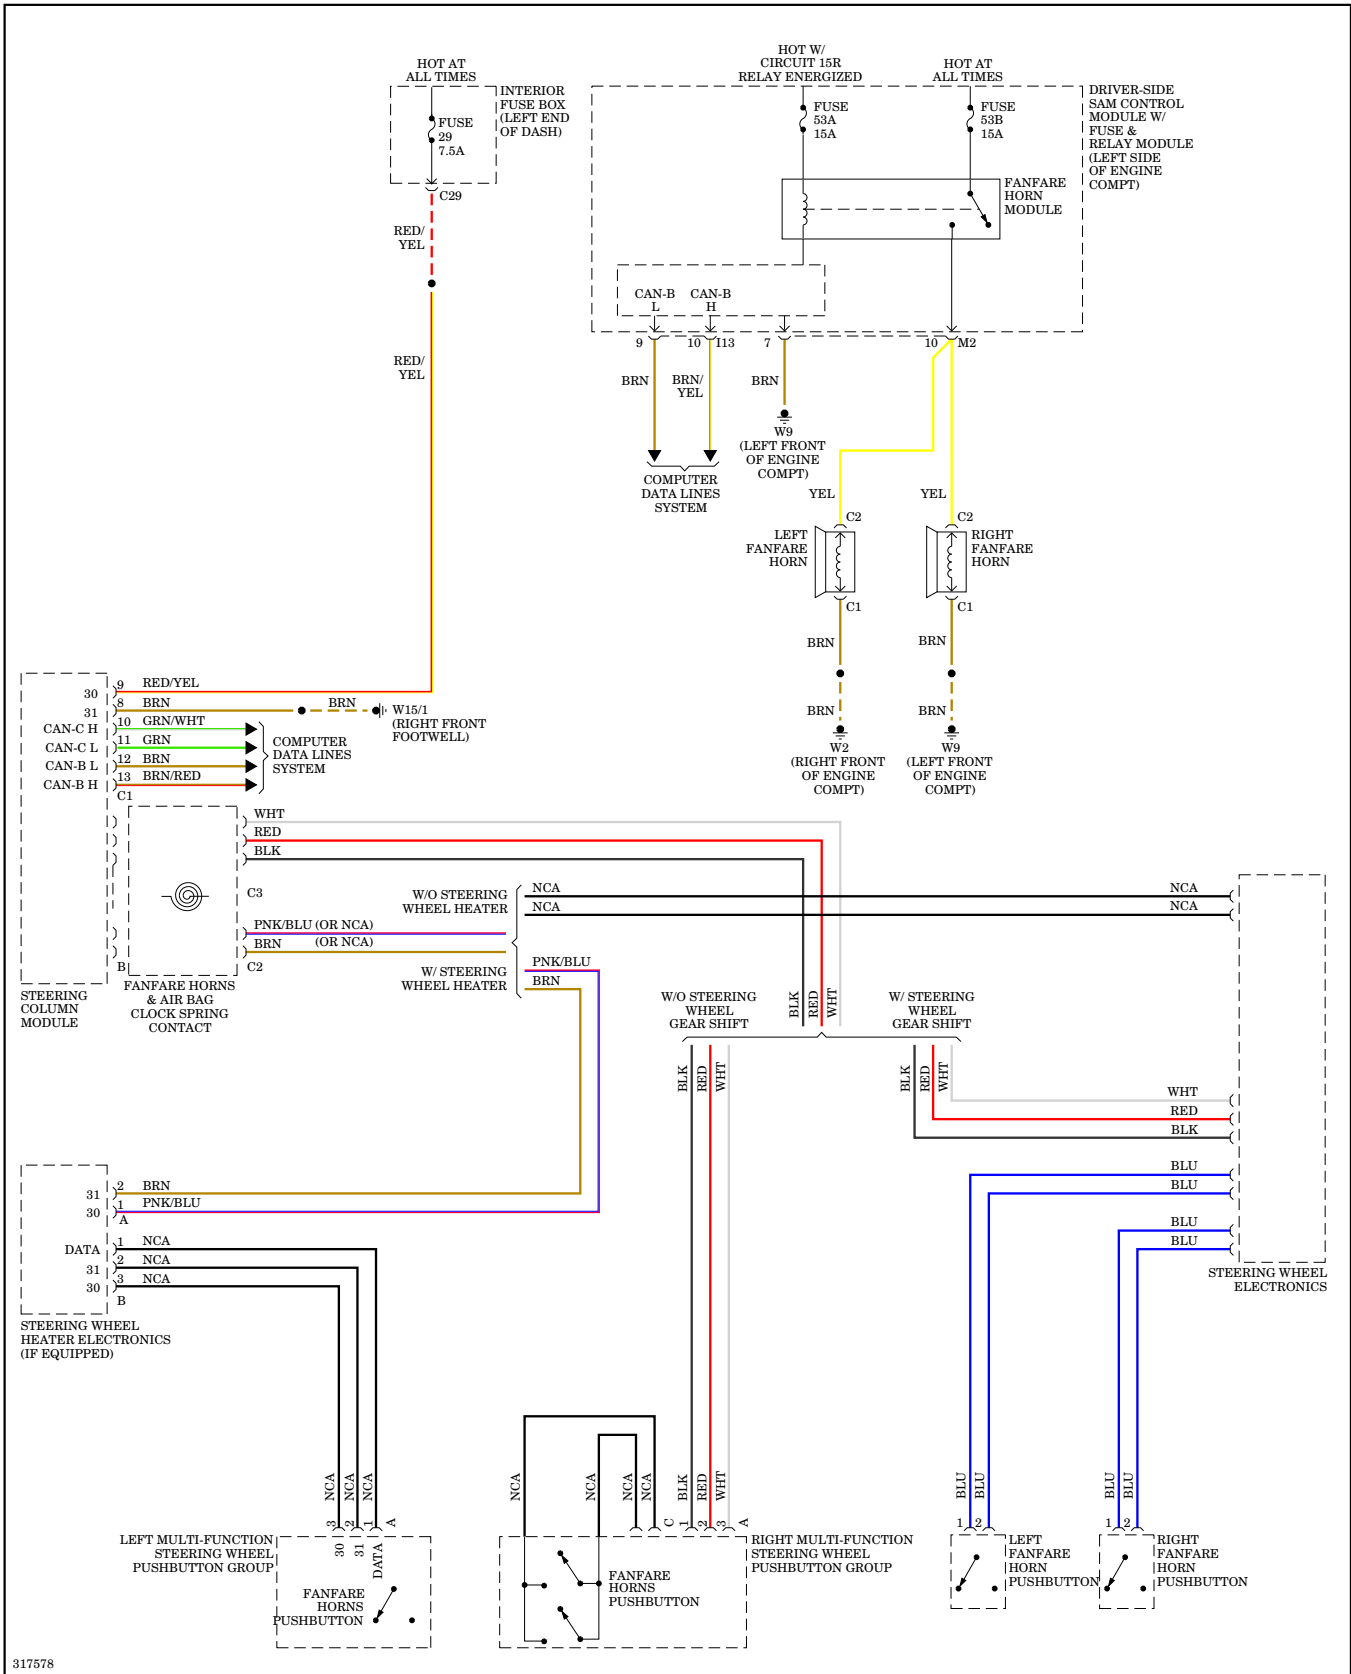 HOT AT
ALL TIMES
INTERIOR
FUSE BOX
(LEFT END
OF DASH)
FUSE
29
7.5A
C29
RED/
YEL
RED/
YEL
HOT W/
CIRCUIT 15R
RELAY ENERGIZED
HOT AT
ALL TIMES
FUSE
53A
15A
FUSE
53B
15A
DRIVER-SIDE
SAM CONTROL
MODULE W/
FUSE &
RELAY MODULE
(LEFT SIDE
OF ENGINE
COMPT)
FANFARE
HORN
MODULE
CAN-B
L
CAN-B
H
9
10
I13
7
10
M2
BRN
BRN/
YEL
BRN
W9
(LEFT FRONT
OF ENGINE
COMPT)
COMPUTER
DATA LINES
SYSTEM
YEL
YEL
C2
C2
LEFT
FANFARE
HORN
RIGHT
FANFARE
HORN
C1
C1
BRN
BRN
BRN
BRN
W2
(RIGHT FRONT
OF ENGINE
COMPT)
W9
(LEFT FRONT
OF ENGINE
COMPT)
30
9
RED/YEL
31
8
BRN
BRN
W15/1
(RIGHT FRONT
FOOTWELL)
CAN-C H
10
GRN/WHT
CAN-C L
11
GRN
CAN-B L
12
BRN
CAN-B H
13
BRN/RED
C1
COMPUTER
DATA LINES
SYSTEM
WHT
RED
BLK
C3
PNK/BLU (OR NCA)
BRN
(OR NCA)
B
C2
STEERING
COLUMN
MODULE
FANFARE HORNS
& AIR BAG
CLOCK SPRING
CONTACT
W/O STEERING
WHEEL HEATER
W/ STEERING
WHEEL HEATER
NCA
NCA
NCA
NCA
PNK/BLU
BRN
BLK
RED
WHT
W/O STEERING
WHEEL
GEAR SHIFT
W/ STEERING
WHEEL
GEAR SHIFT
BLK
RED
WHT
BLK
RED
WHT
WHT
RED
BLK
BLU
BLU
BLU
BLU
STEERING WHEEL
ELECTRONICS
31
2
BRN
30
1
PNK/BLU
A
DATA
1
NCA
31
2
NCA
30
3
NCA
B
STEERING WHEEL
HEATER ELECTRONICS
(IF EQUIPPED)
NCA
NCA
NCA
3
2
1
A
LEFT MULTI-FUNCTION
STEERING WHEEL
PUSHBUTTON GROUP
30
31
DATA
FANFARE
HORNS
PUSHBUTTON
NCA
NCA
NCA
NCA
C
BLK
RED
WHT
1
2
3
A
RIGHT MULTI-FUNCTION
STEERING WHEEL
PUSHBUTTON GROUP
FANFARE
HORNS
PUSHBUTTON
BLU
BLU
1
2
LEFT
FANFARE
HORN
PUSHBUTTON
BLU
BLU
1
2
RIGHT
FANFARE
HORN
PUSHBUTTON
317578